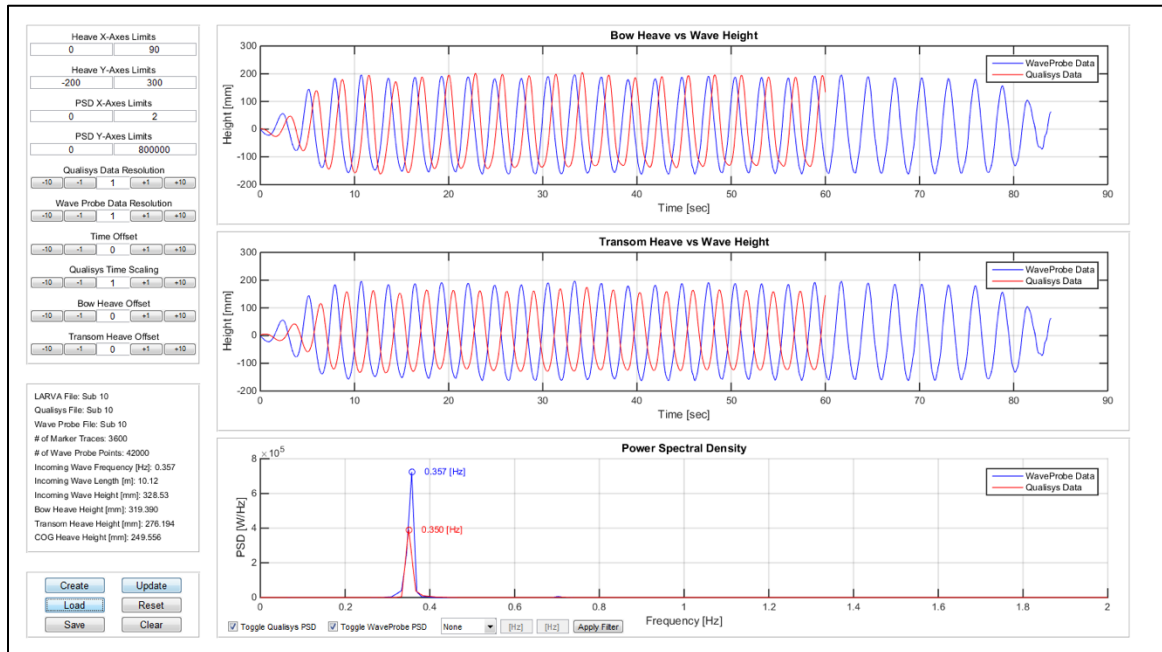 Heave X-Axes Limits
0 90
Heave Y-Axes Limits
-200 300
PSD X-Axes Limits
0 2
PSD Y-Axes Limits
0 800000
Qualisys Data Resolution
-10 -1 1 +1 +10
Wave Probe Data Resolution
-10 -1 1 +1 +10
Time Offset
-10 -1 0 +1 +10
Qualisys Time Scaling
-10 -1 1 +1 +10
Bow Heave Offset
-10 -1 0 +1 +10
Transom Heave Offset
-10 -1 0 +1 +10
LARVA File: Sub 10
Qualisys File: Sub 10
Wave Probe File: Sub 10
# of Marker Traces: 3600
# of Wave Probe Points: 42000
Incoming Wave Frequency [Hz]: 0.357
Incoming Wave Length [m]: 10.12
Incoming Wave Height [mm]: 328.53
Bow Heave Height [mm]: 319.390
Transom Heave Height [mm]: 276.194
COG Heave Height [mm]: 249.556
Create Update
Load Reset
Save Clear
Bow Heave vs Wave Height
300
200
100
0
-100
-200
Height [mm]
WaveProbe Data
Qualisys Data
0 10 20 30 40 50 60 70 80 90
Time [sec]
Transom Heave vs Wave Height
300
200
100
0
-100
-200
Height [mm]
WaveProbe Data
Qualisys Data
0 10 20 30 40 50 60 70 80 90
Time [sec]
Power Spectral Density
× 10^5
8
6
4
2
0
PSD [W/Hz]
0.357 [Hz]
0.350 [Hz]
WaveProbe Data
Qualisys Data
0 0.2 0.4 0.6 0.8 1 1.2 1.4 1.6 1.8 2
Frequency [Hz]
Toggle Qualisys PSD Toggle WaveProbe PSD None [Hz] [Hz] Apply Filter